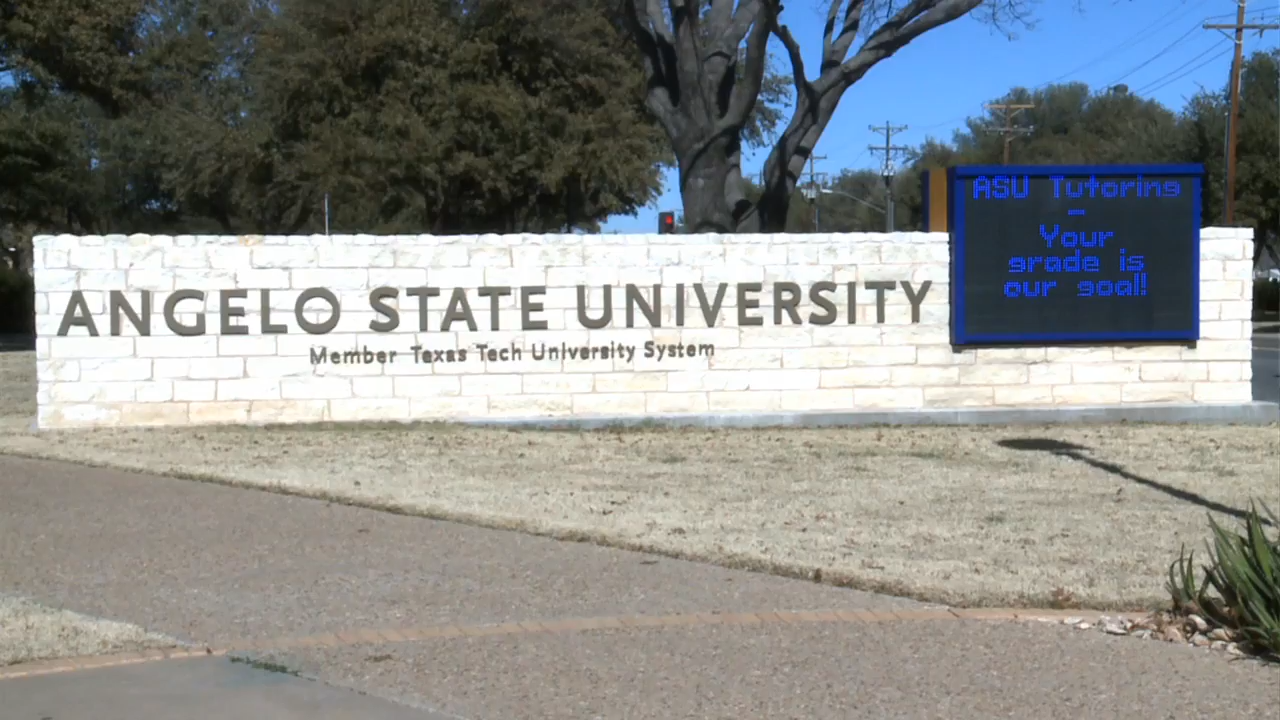 ANGELO STATE UNIVERSITY
Member Texas Tech University System
ASU Tutoring
-
Your
grade is
our goal!